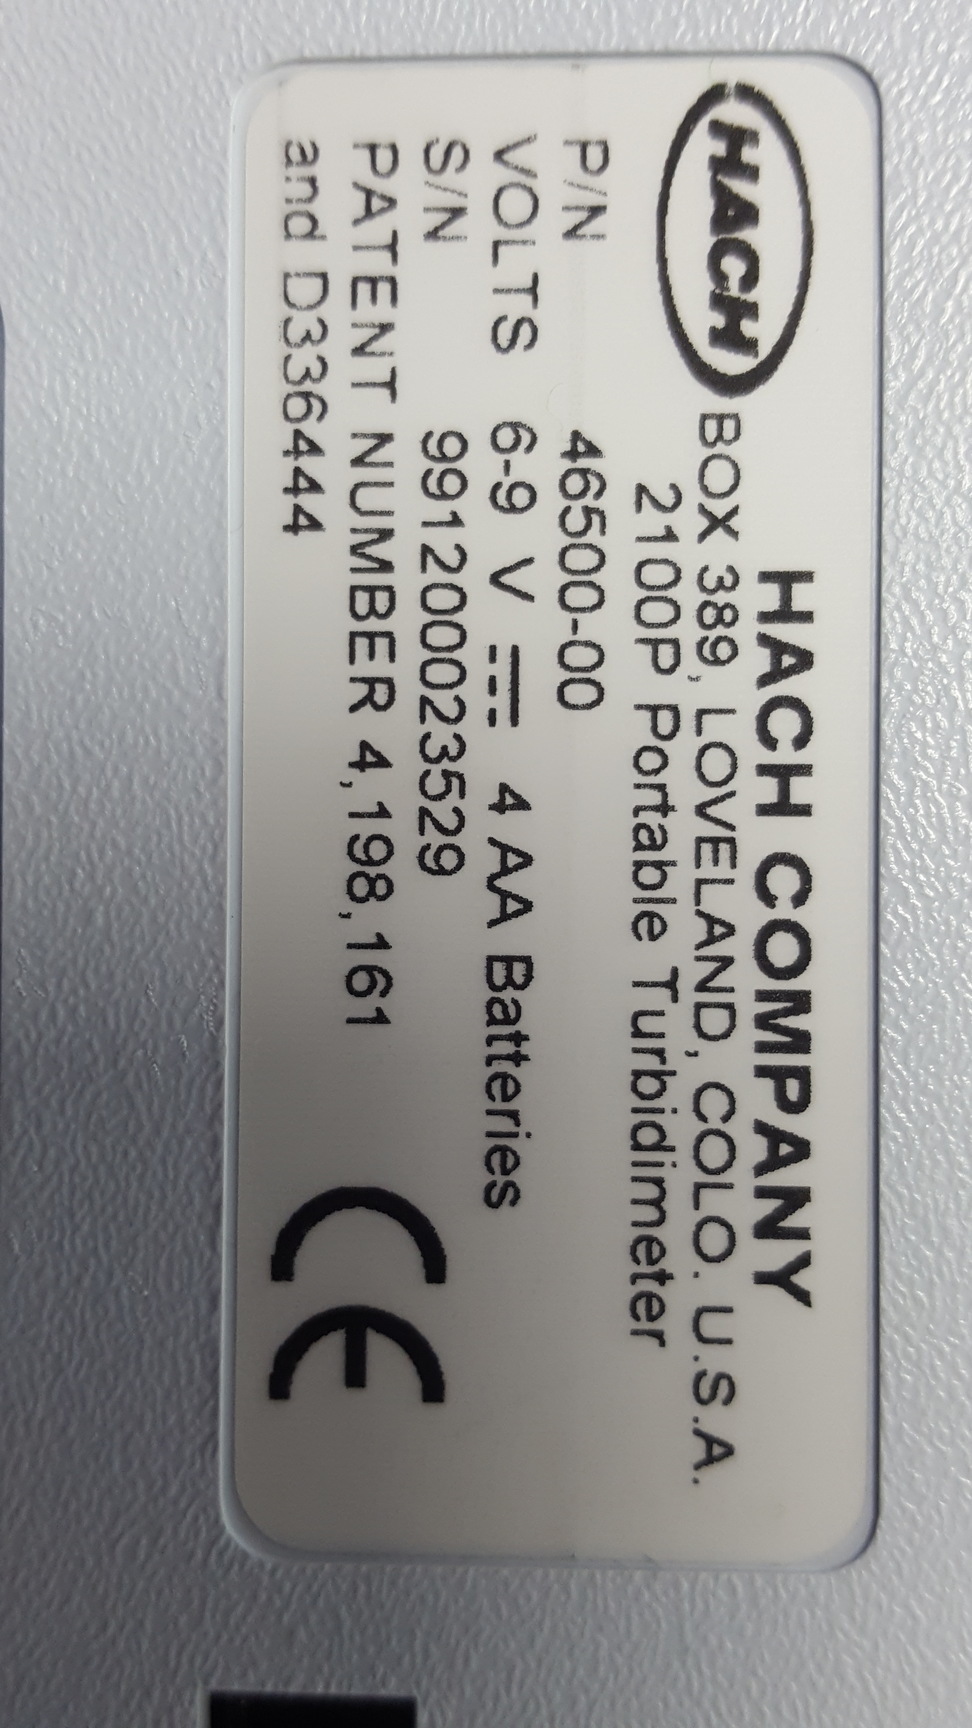 HACH
HACH COMPANY
BOX 389, LOVELAND, COLO. U.S.A.
2100P Portable Turbidimeter
P/N 46500-00
VOLTS 6-9 V ⎓ 4 AA Batteries
S/N 991200023529
PATENT NUMBER 4,198,161
and D336444
CE